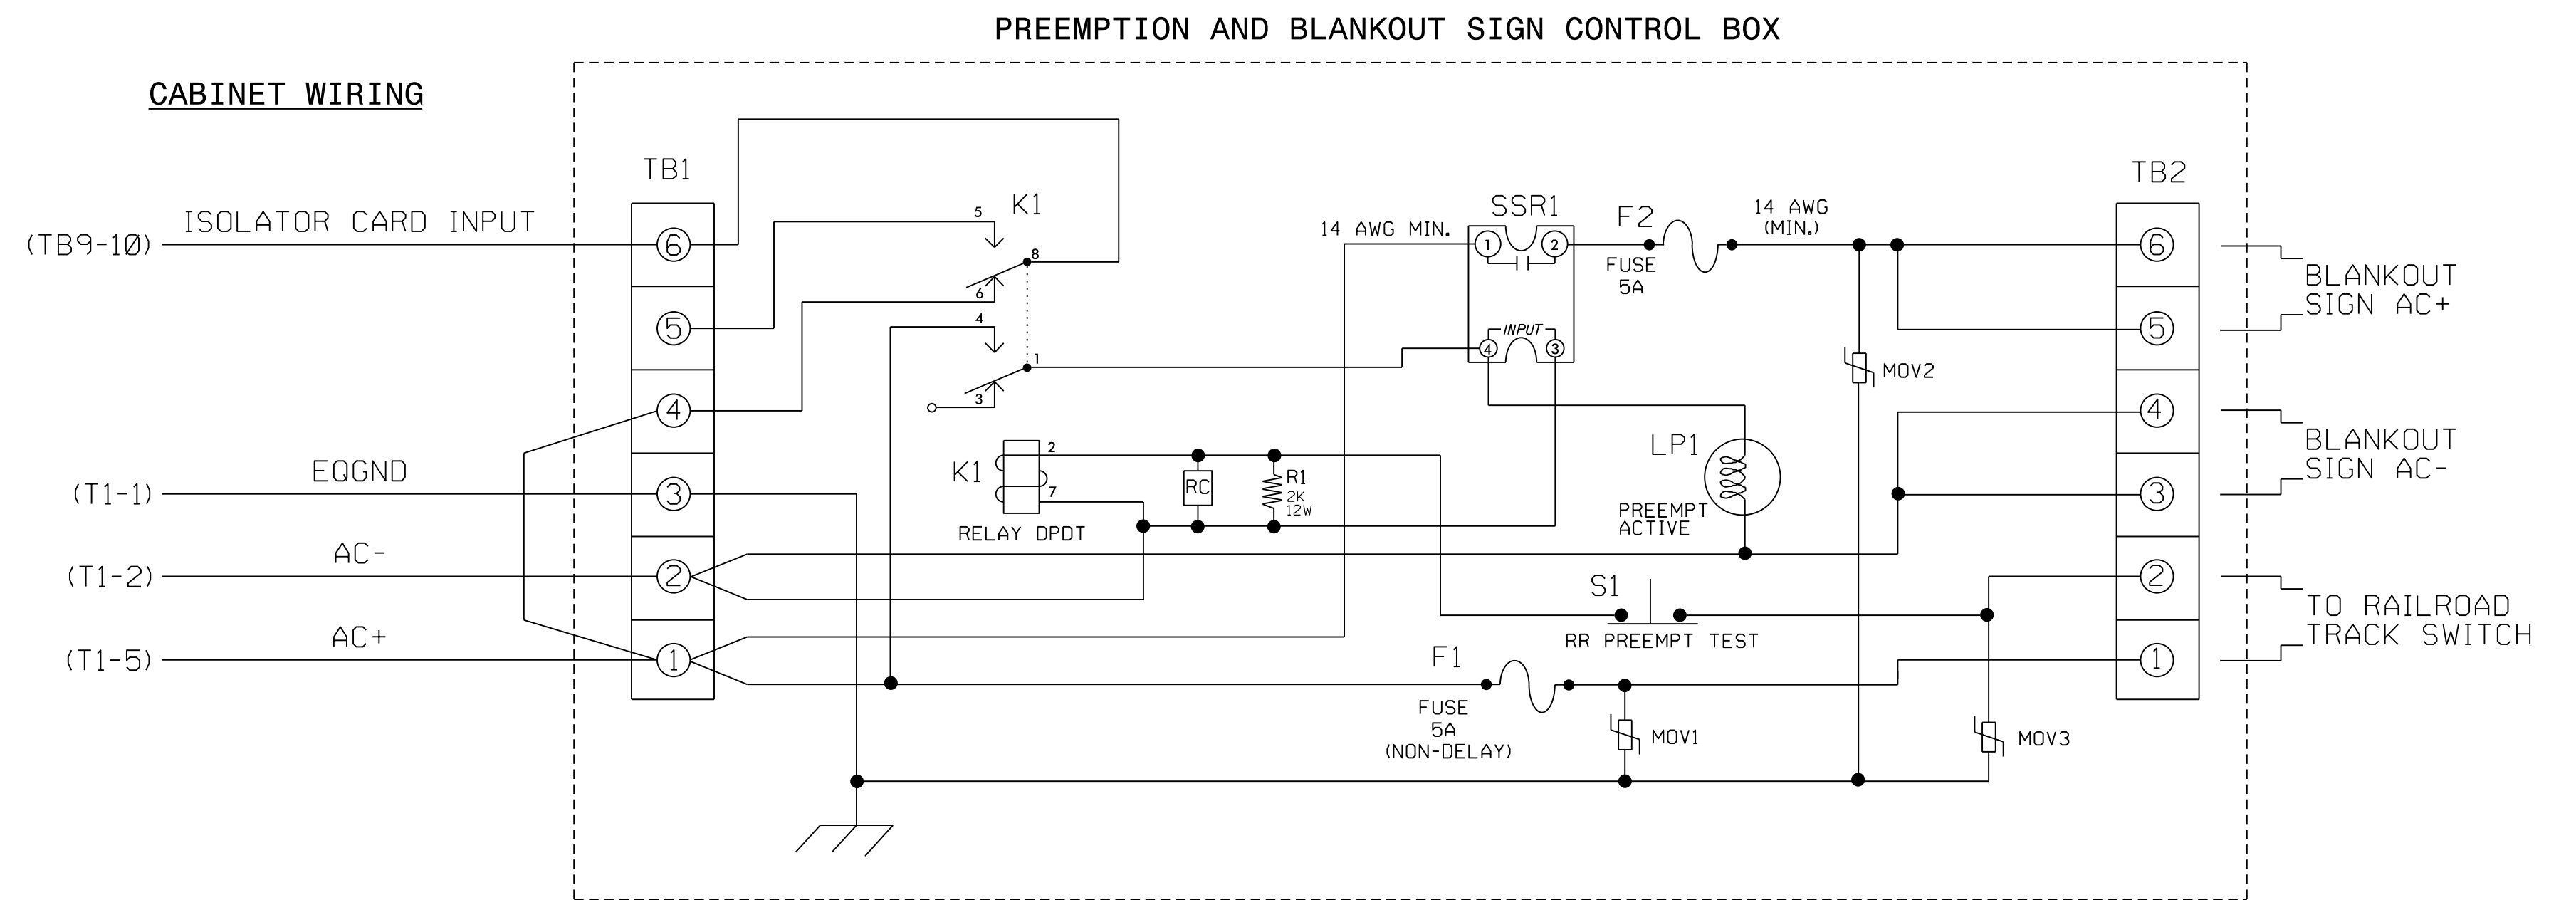 PREEMPTION AND BLANKOUT SIGN CONTROL BOX
CABINET WIRING
TB1
TB2
(TB9-10) ISOLATOR CARD INPUT
(T1-1) EQGND
(T1-2) AC-
(T1-5) AC+
6
5
4
3
2
1
K1
5
8
6
4
1
3
K1
2
7
RELAY DPDT
RC
R1
2K
12W
14 AWG MIN.
SSR1
1
2
INPUT
4
3
F2
FUSE
5A
14 AWG
(MIN.)
MOV2
LP1
PREEMPT
ACTIVE
S1
RR PREEMPT TEST
F1
FUSE
5A
(NON-DELAY)
MOV1
MOV3
6
5
4
3
2
1
BLANKOUT
SIGN AC+
BLANKOUT
SIGN AC-
TO RAILROAD
TRACK SWITCH